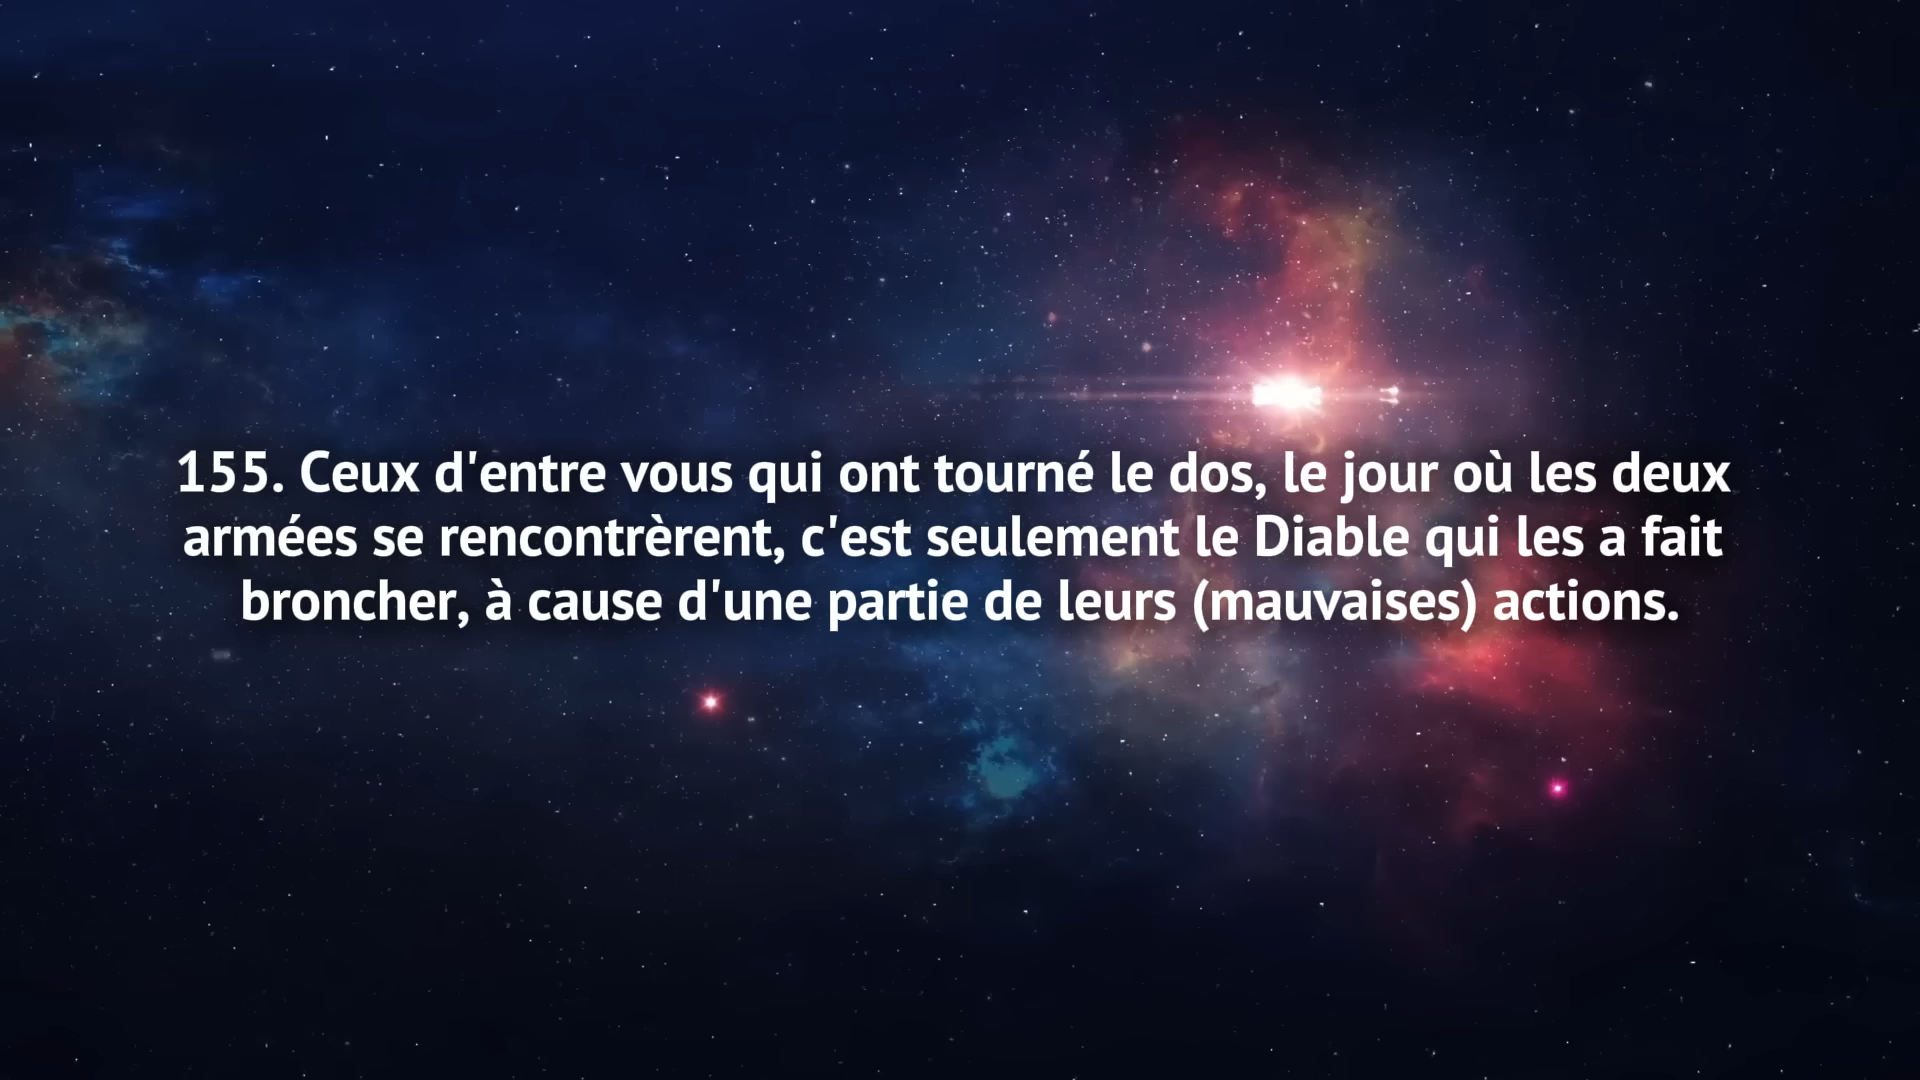 155. Ceux d'entre vous qui ont tourné le dos, le jour où les deux
armées se rencontrèrent, c'est seulement le Diable qui les a fait
broncher, à cause d'une partie de leurs (mauvaises) actions.